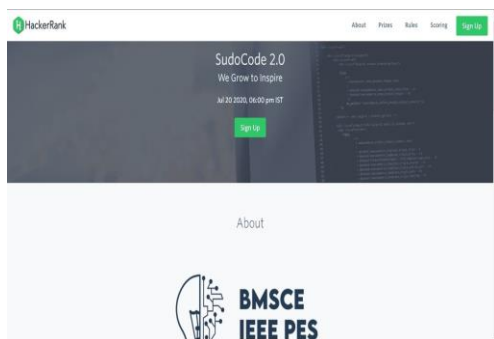 HackerRank
About Prizes Rules Scoring Sign Up
SudoCode 2.0
We Grow to Inspire
Jul 20 2020, 06:00 pm IST
Sign Up
About
BMSCE
IEEE PES